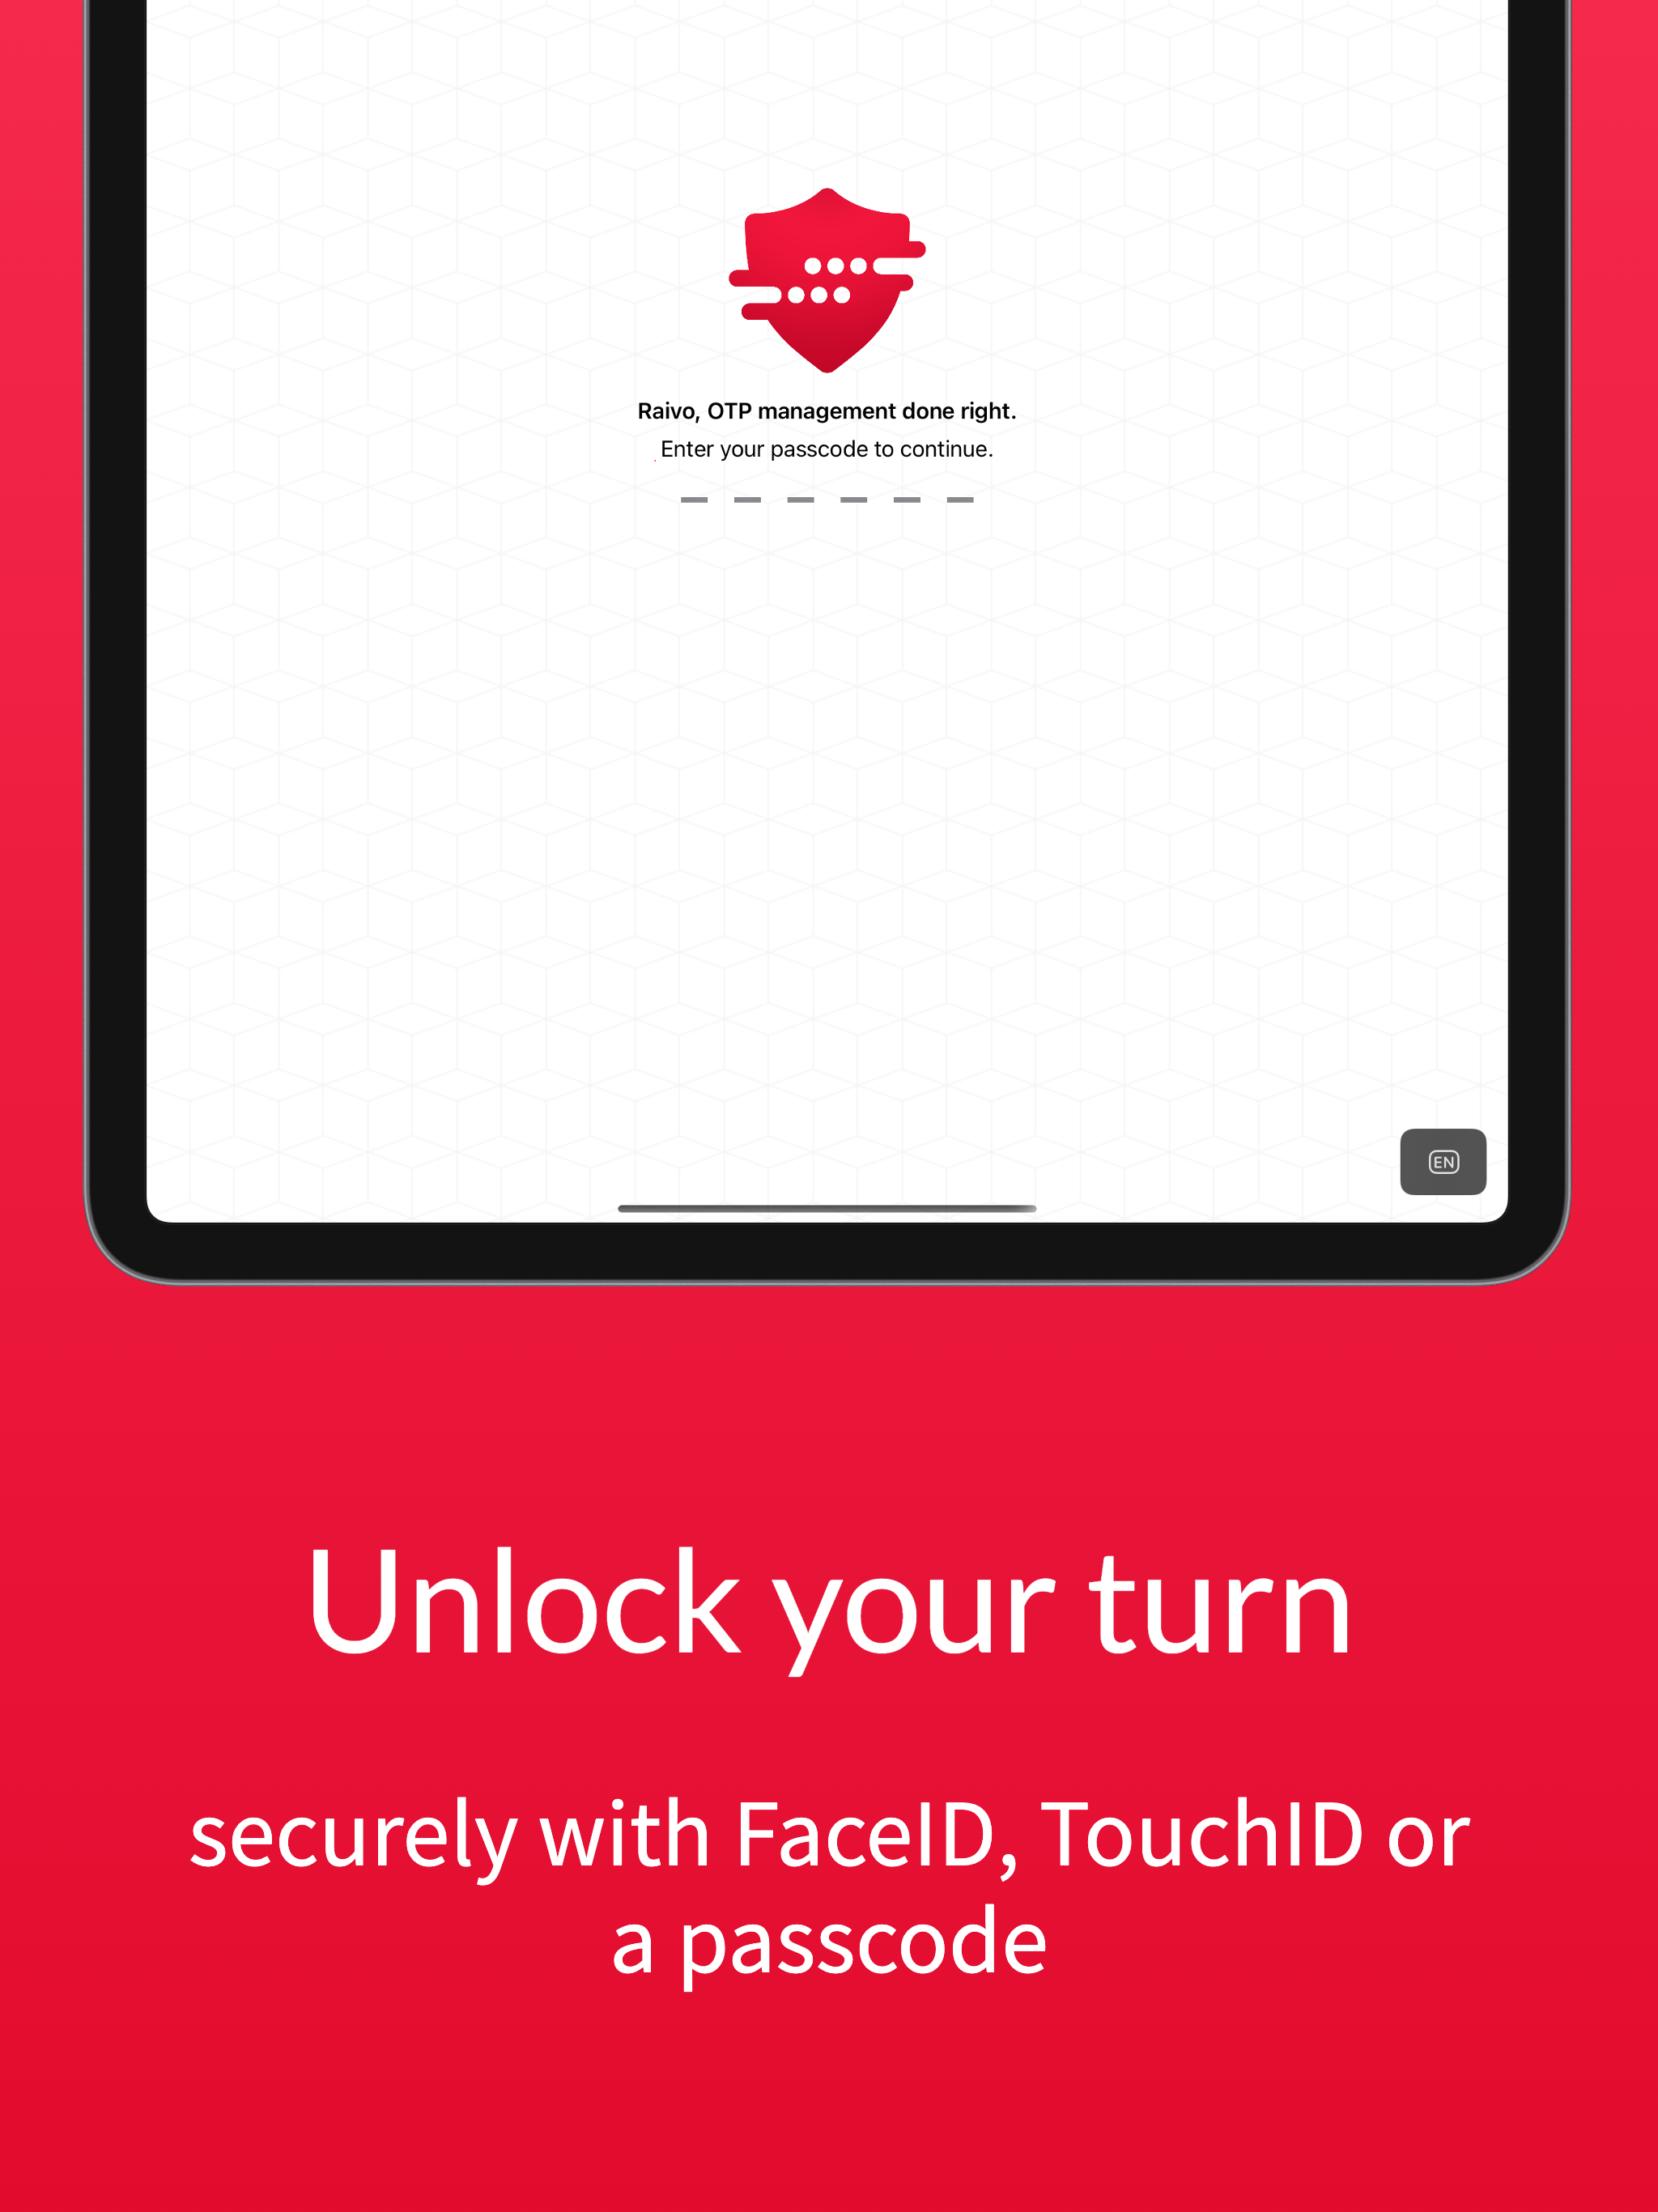 Raivo, OTP management done right.
Enter your passcode to continue.
EN
Unlock your turn
securely with FaceID, TouchID or
a passcode